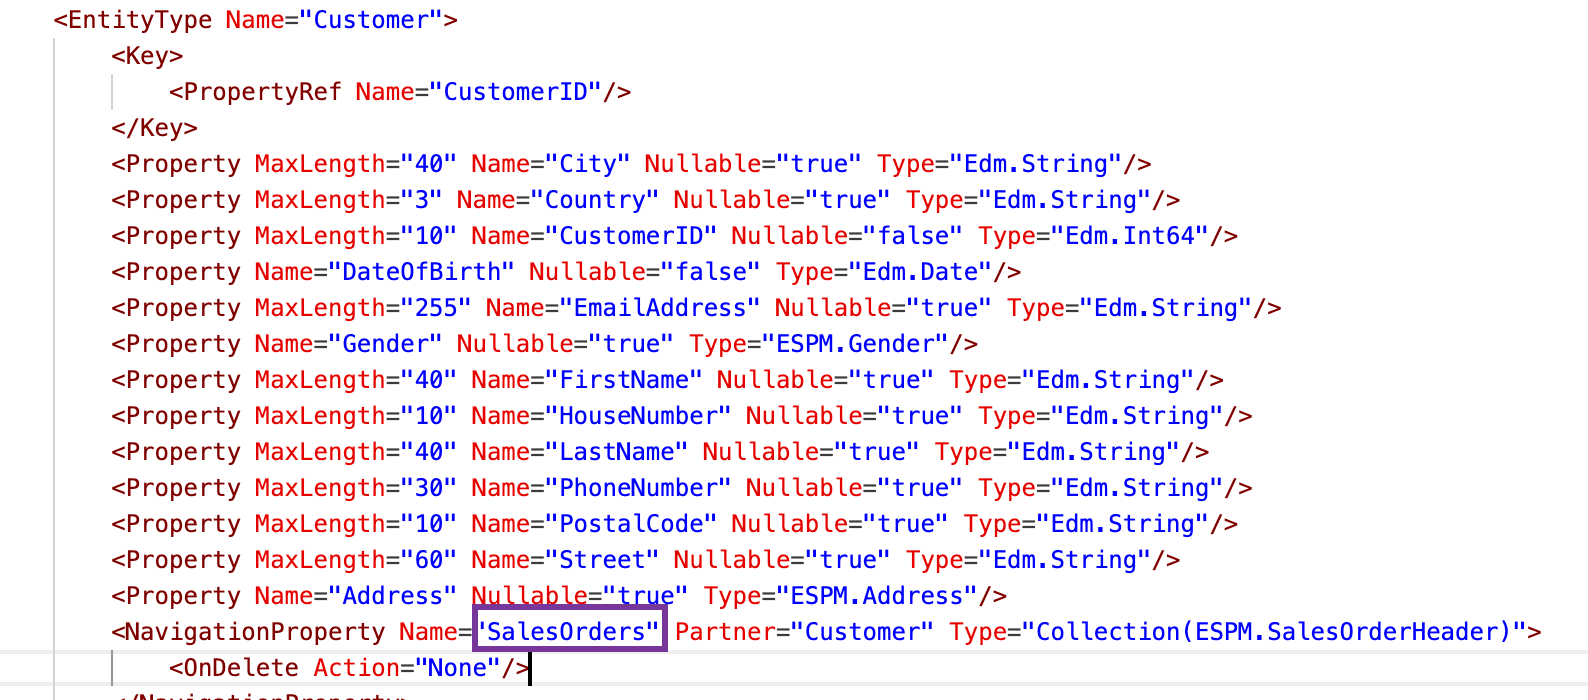 <EntityType Name="Customer">
<Key>
<PropertyRef Name="CustomerID"/>
</Key>
<Property MaxLength="40" Name="City" Nullable="true" Type="Edm.String"/>
<Property MaxLength="3" Name="Country" Nullable="true" Type="Edm.String"/>
<Property MaxLength="10" Name="CustomerID" Nullable="false" Type="Edm.Int64"/>
<Property Name="DateOfBirth" Nullable="false" Type="Edm.Date"/>
<Property MaxLength="255" Name="EmailAddress" Nullable="true" Type="Edm.String"/>
<Property Name="Gender" Nullable="true" Type="ESPM.Gender"/>
<Property MaxLength="40" Name="FirstName" Nullable="true" Type="Edm.String"/>
<Property MaxLength="10" Name="HouseNumber" Nullable="true" Type="Edm.String"/>
<Property MaxLength="40" Name="LastName" Nullable="true" Type="Edm.String"/>
<Property MaxLength="30" Name="PhoneNumber" Nullable="true" Type="Edm.String"/>
<Property MaxLength="10" Name="PostalCode" Nullable="true" Type="Edm.String"/>
<Property MaxLength="60" Name="Street" Nullable="true" Type="Edm.String"/>
<Property Name="Address" Nullable="true" Type="ESPM.Address"/>
<NavigationProperty Name="SalesOrders" Partner="Customer" Type="Collection(ESPM.SalesOrderHeader)">
<OnDelete Action="None"/>
</NavigationProperty>